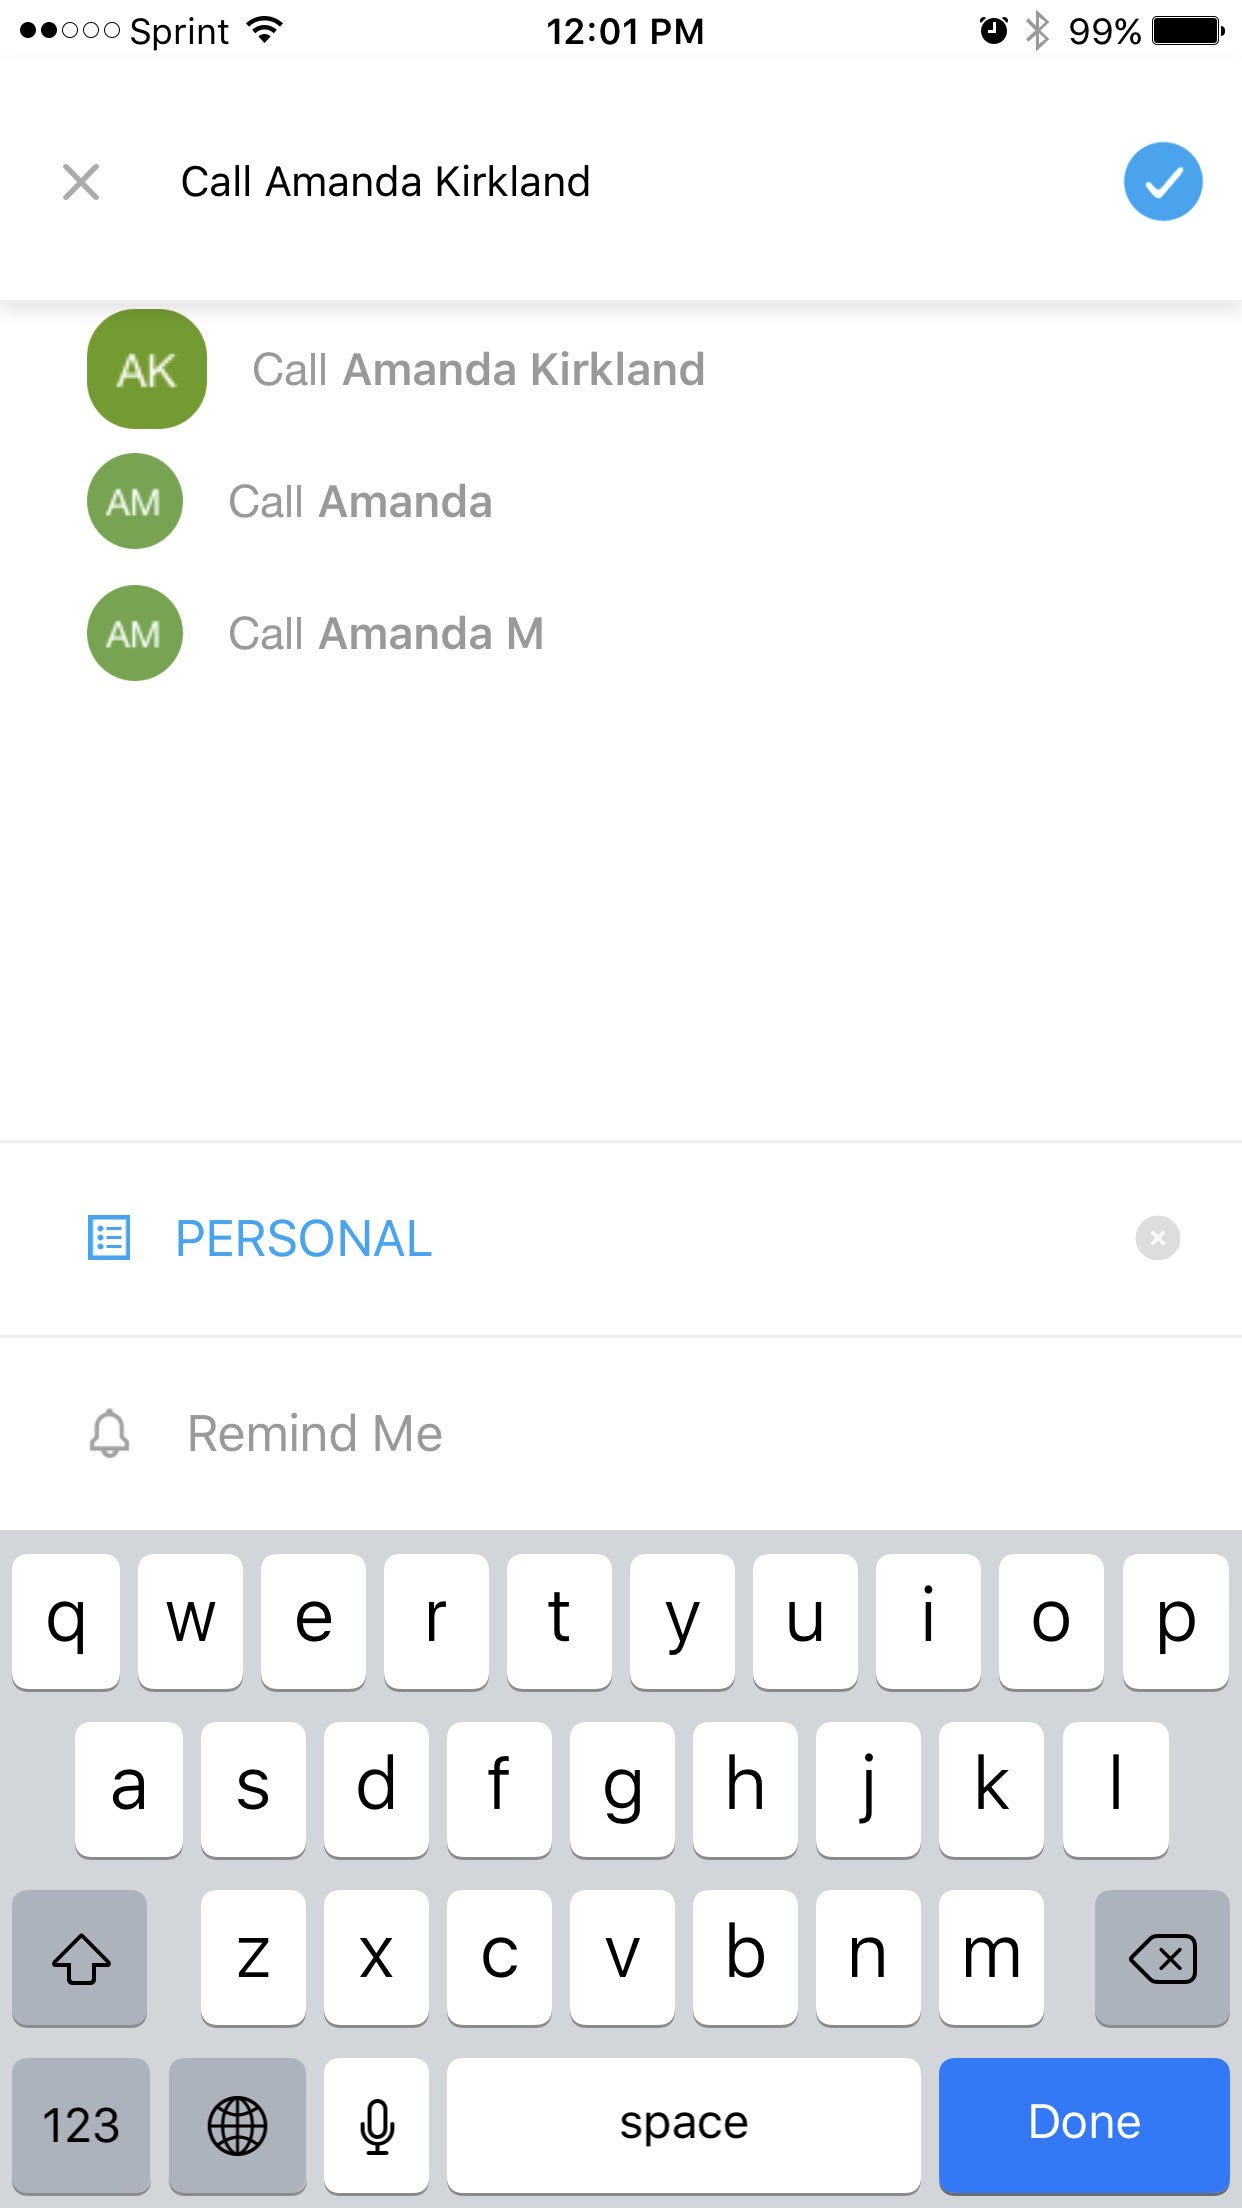 Sprint 12:01 PM 99%
Call Amanda Kirkland
AK Call Amanda Kirkland
AM Call Amanda
AM Call Amanda M
PERSONAL
Remind Me
q w e r t y u i o p
a s d f g h j k l
z x c v b n m
123 space Done